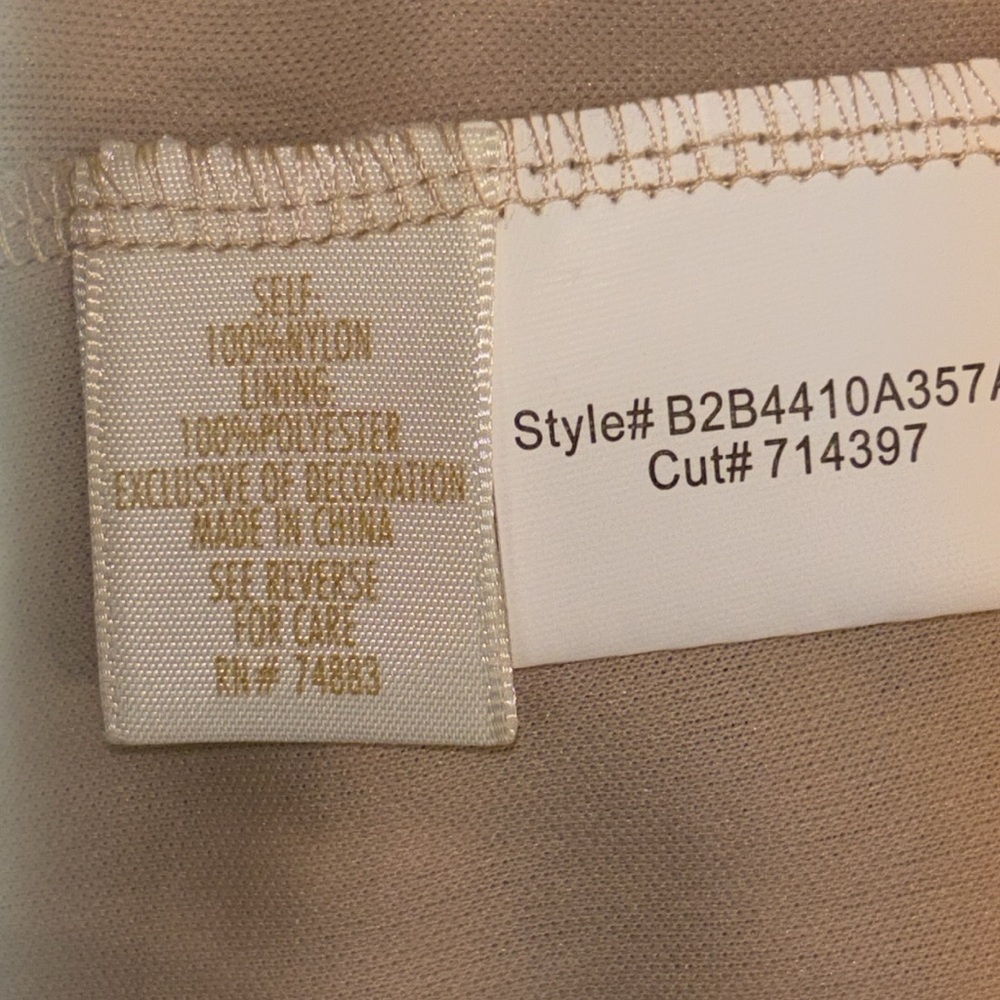 SELF:
100%NYLON
LINING:
100%POLYESTER
EXCLUSIVE OF DECORATION
MADE IN CHINA
SEE REVERSE
FOR CARE
RN# 74883
Style# B2B4410A357A
Cut# 714397